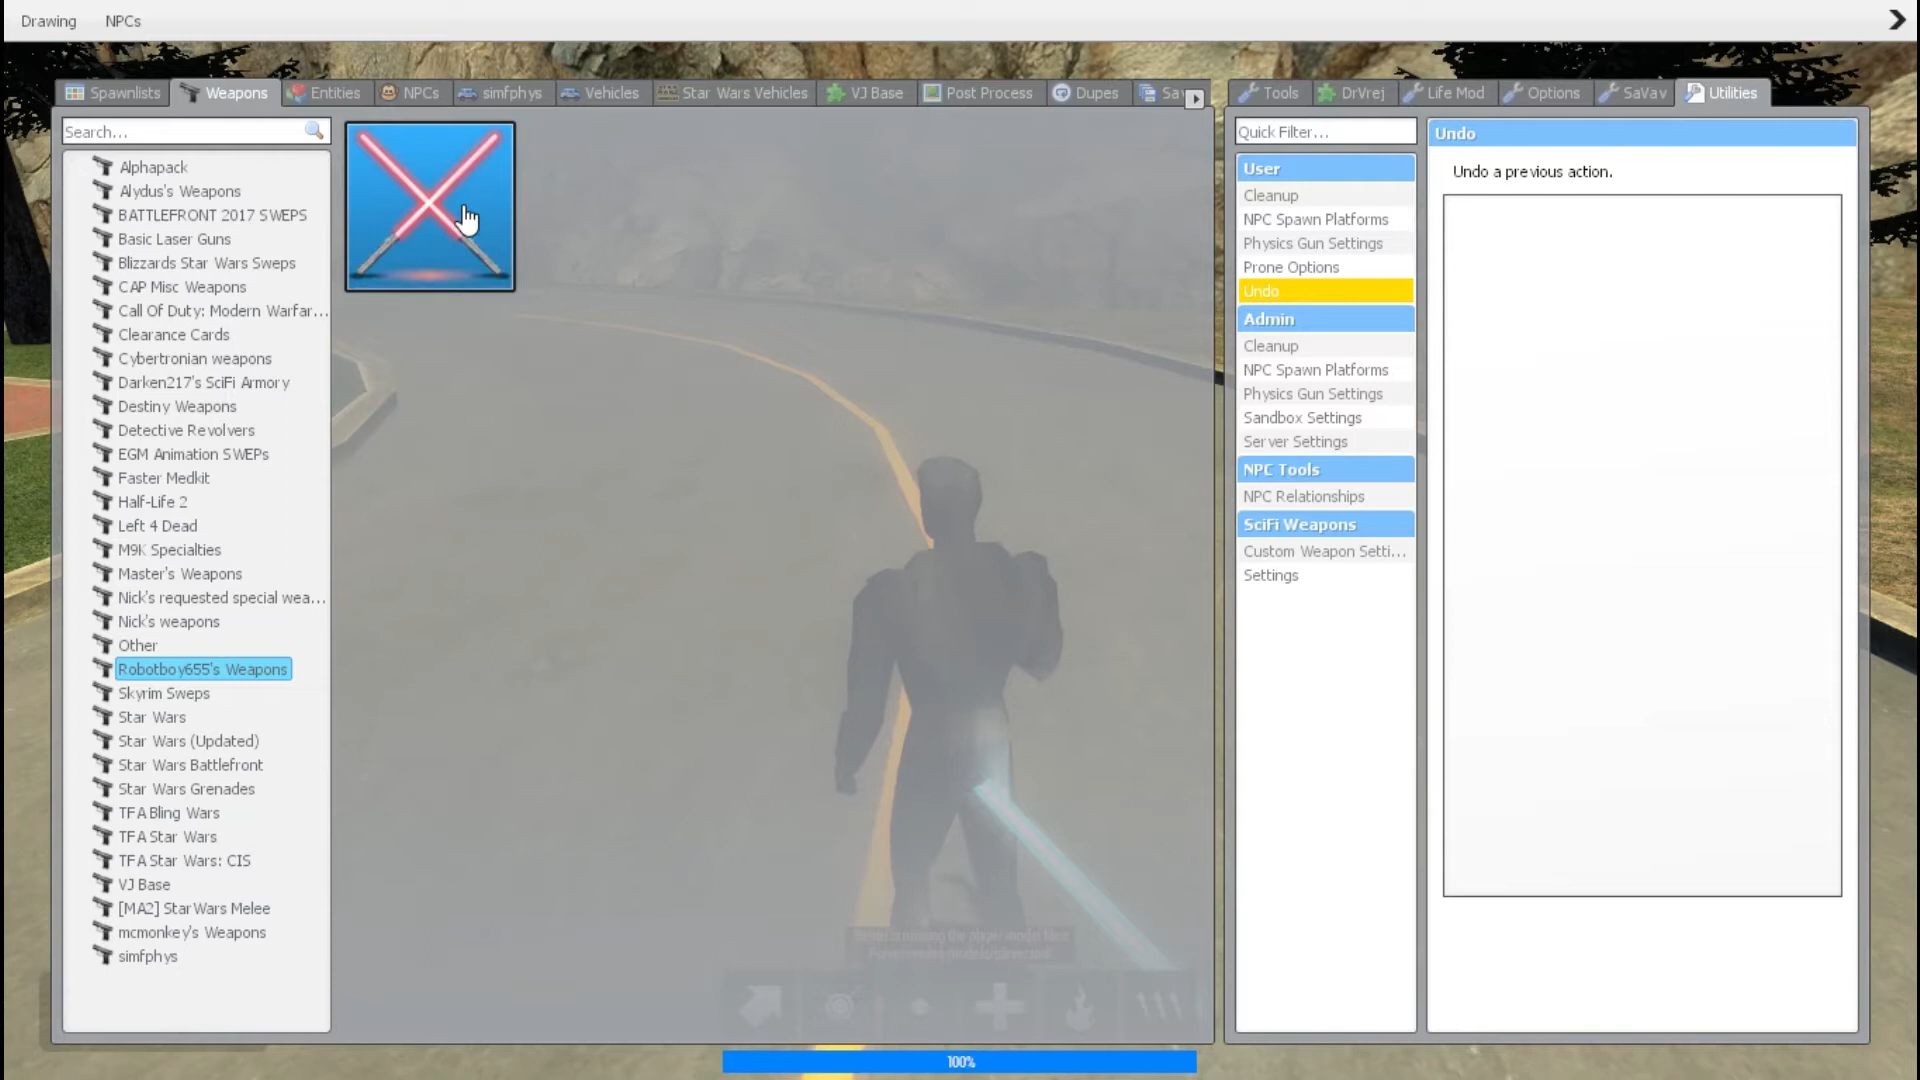 Drawing NPCs
Spawnlists Weapons Entities NPCs simfphys Vehicles Star Wars Vehicles VJ Base Post Process Dupes Sa
Tools DrVrej Life Mod Options SaVav Utilities
Search...
Alphapack
Alydus's Weapons
BATTLEFRONT 2017 SWEPS
Basic Laser Guns
Blizzards Star Wars Sweps
CAP Misc Weapons
Call Of Duty: Modern Warfar...
Clearance Cards
Cybertronian weapons
Darken217's SciFi Armory
Destiny Weapons
Detective Revolvers
EGM Animation SWEPs
Faster Medkit
Half-Life 2
Left 4 Dead
M9K Specialties
Master's Weapons
Nick's requested special wea...
Nick's weapons
Other
Robotboy655's Weapons
Skyrim Sweps
Star Wars
Star Wars (Updated)
Star Wars Battlefront
Star Wars Grenades
TFA Bling Wars
TFA Star Wars
TFA Star Wars: CIS
VJ Base
[MA2] StarWars Melee
mcmonkey's Weapons
simfphys
Quick Filter...
User
Cleanup
NPC Spawn Platforms
Physics Gun Settings
Prone Options
Undo
Admin
Cleanup
NPC Spawn Platforms
Physics Gun Settings
Sandbox Settings
Server Settings
NPC Tools
NPC Relationships
SciFi Weapons
Custom Weapon Setti...
Settings
Undo
Undo a previous action.
100%